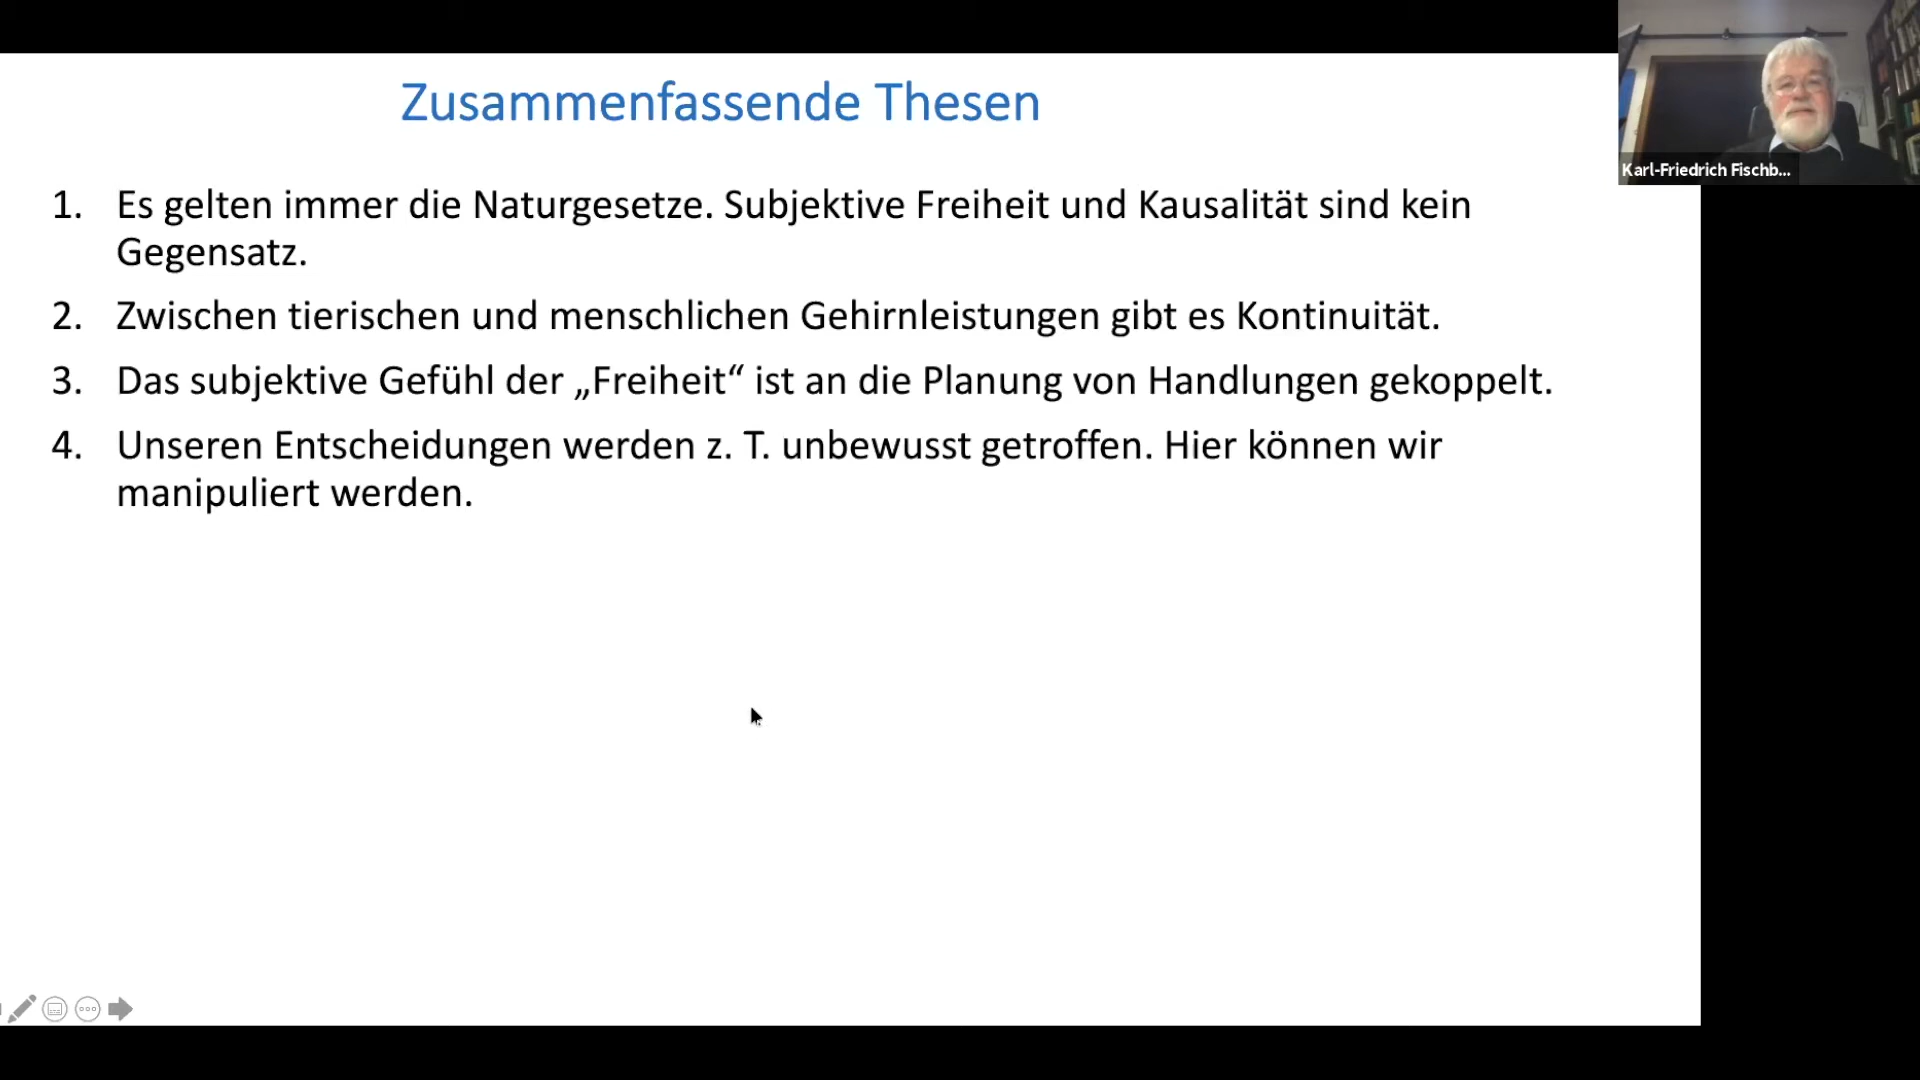 Zusammenfassende Thesen
Karl-Friedrich Fischb...
1. Es gelten immer die Naturgesetze. Subjektive Freiheit und Kausalität sind kein
Gegensatz.
2. Zwischen tierischen und menschlichen Gehirnleistungen gibt es Kontinuität.
3. Das subjektive Gefühl der „Freiheit“ ist an die Planung von Handlungen gekoppelt.
4. Unseren Entscheidungen werden z. T. unbewusst getroffen. Hier können wir
manipuliert werden.